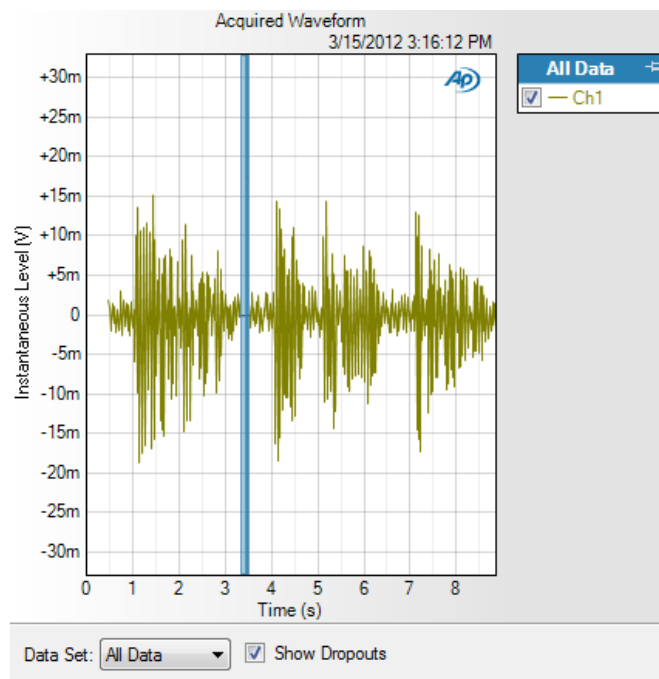 Acquired Waveform
3/15/2012 3:16:12 PM
AP
All Data
Ch1
Instantaneous Level (V)
+30m
+25m
+20m
+15m
+10m
+5m
0
-5m
-10m
-15m
-20m
-25m
-30m
0 1 2 3 4 5 6 7 8
Time (s)
Data Set: All Data Show Dropouts